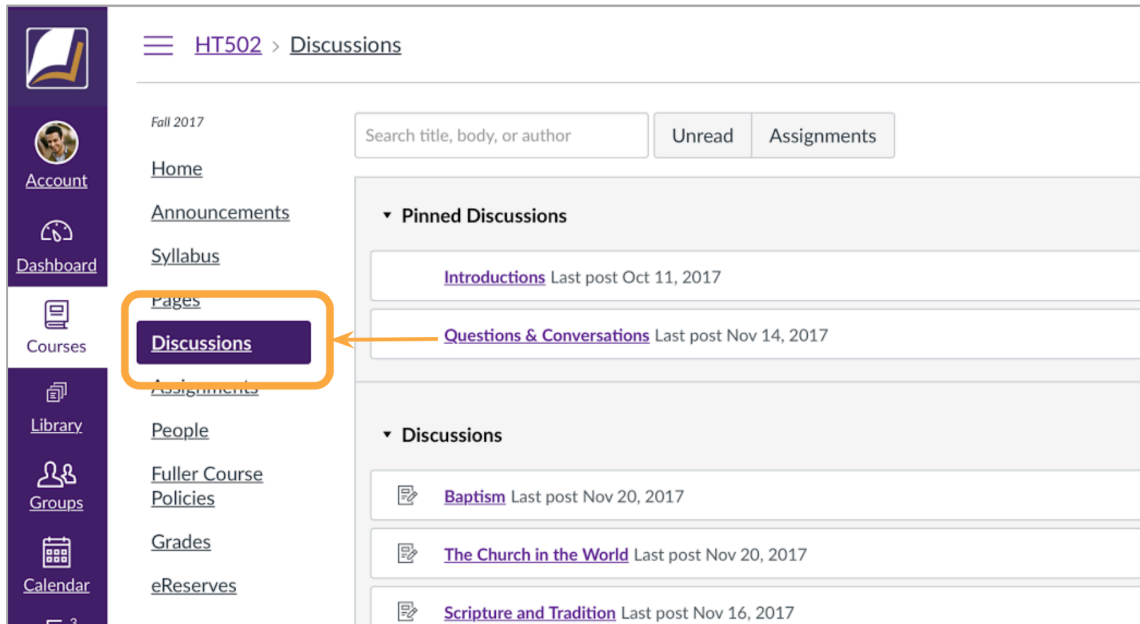 HT502 > Discussions
Account
Dashboard
Courses
Library
Groups
Calendar
3
Fall 2017
Home
Announcements
Syllabus
Pages
Discussions
Assignments
People
Fuller Course
Policies
Grades
eReserves
Search title, body, or author
Unread
Assignments
Pinned Discussions
Introductions Last post Oct 11, 2017
Questions & Conversations Last post Nov 14, 2017
Discussions
Baptism Last post Nov 20, 2017
The Church in the World Last post Nov 20, 2017
Scripture and Tradition Last post Nov 16, 2017